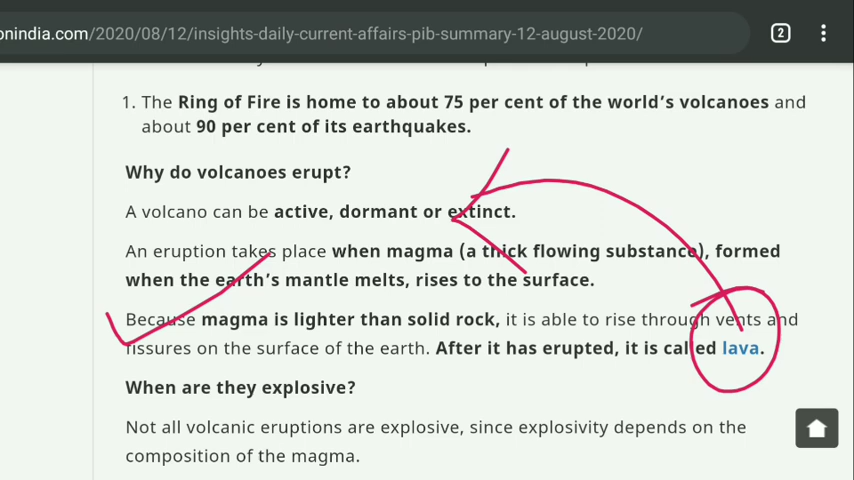 onindia.com/2020/08/12/insights-daily-current-affairs-pib-summary-12-august-2020/
2
1. The Ring of Fire is home to about 75 per cent of the world's volcanoes and
about 90 per cent of its earthquakes.
Why do volcanoes erupt?
A volcano can be active, dormant or extinct.
An eruption takes place when magma (a thick flowing substance), formed
when the earth's mantle melts, rises to the surface.
Because magma is lighter than solid rock, it is able to rise through vents and
fissures on the surface of the earth. After it has erupted, it is called lava.
When are they explosive?
Not all volcanic eruptions are explosive, since explosivity depends on the
composition of the magma.